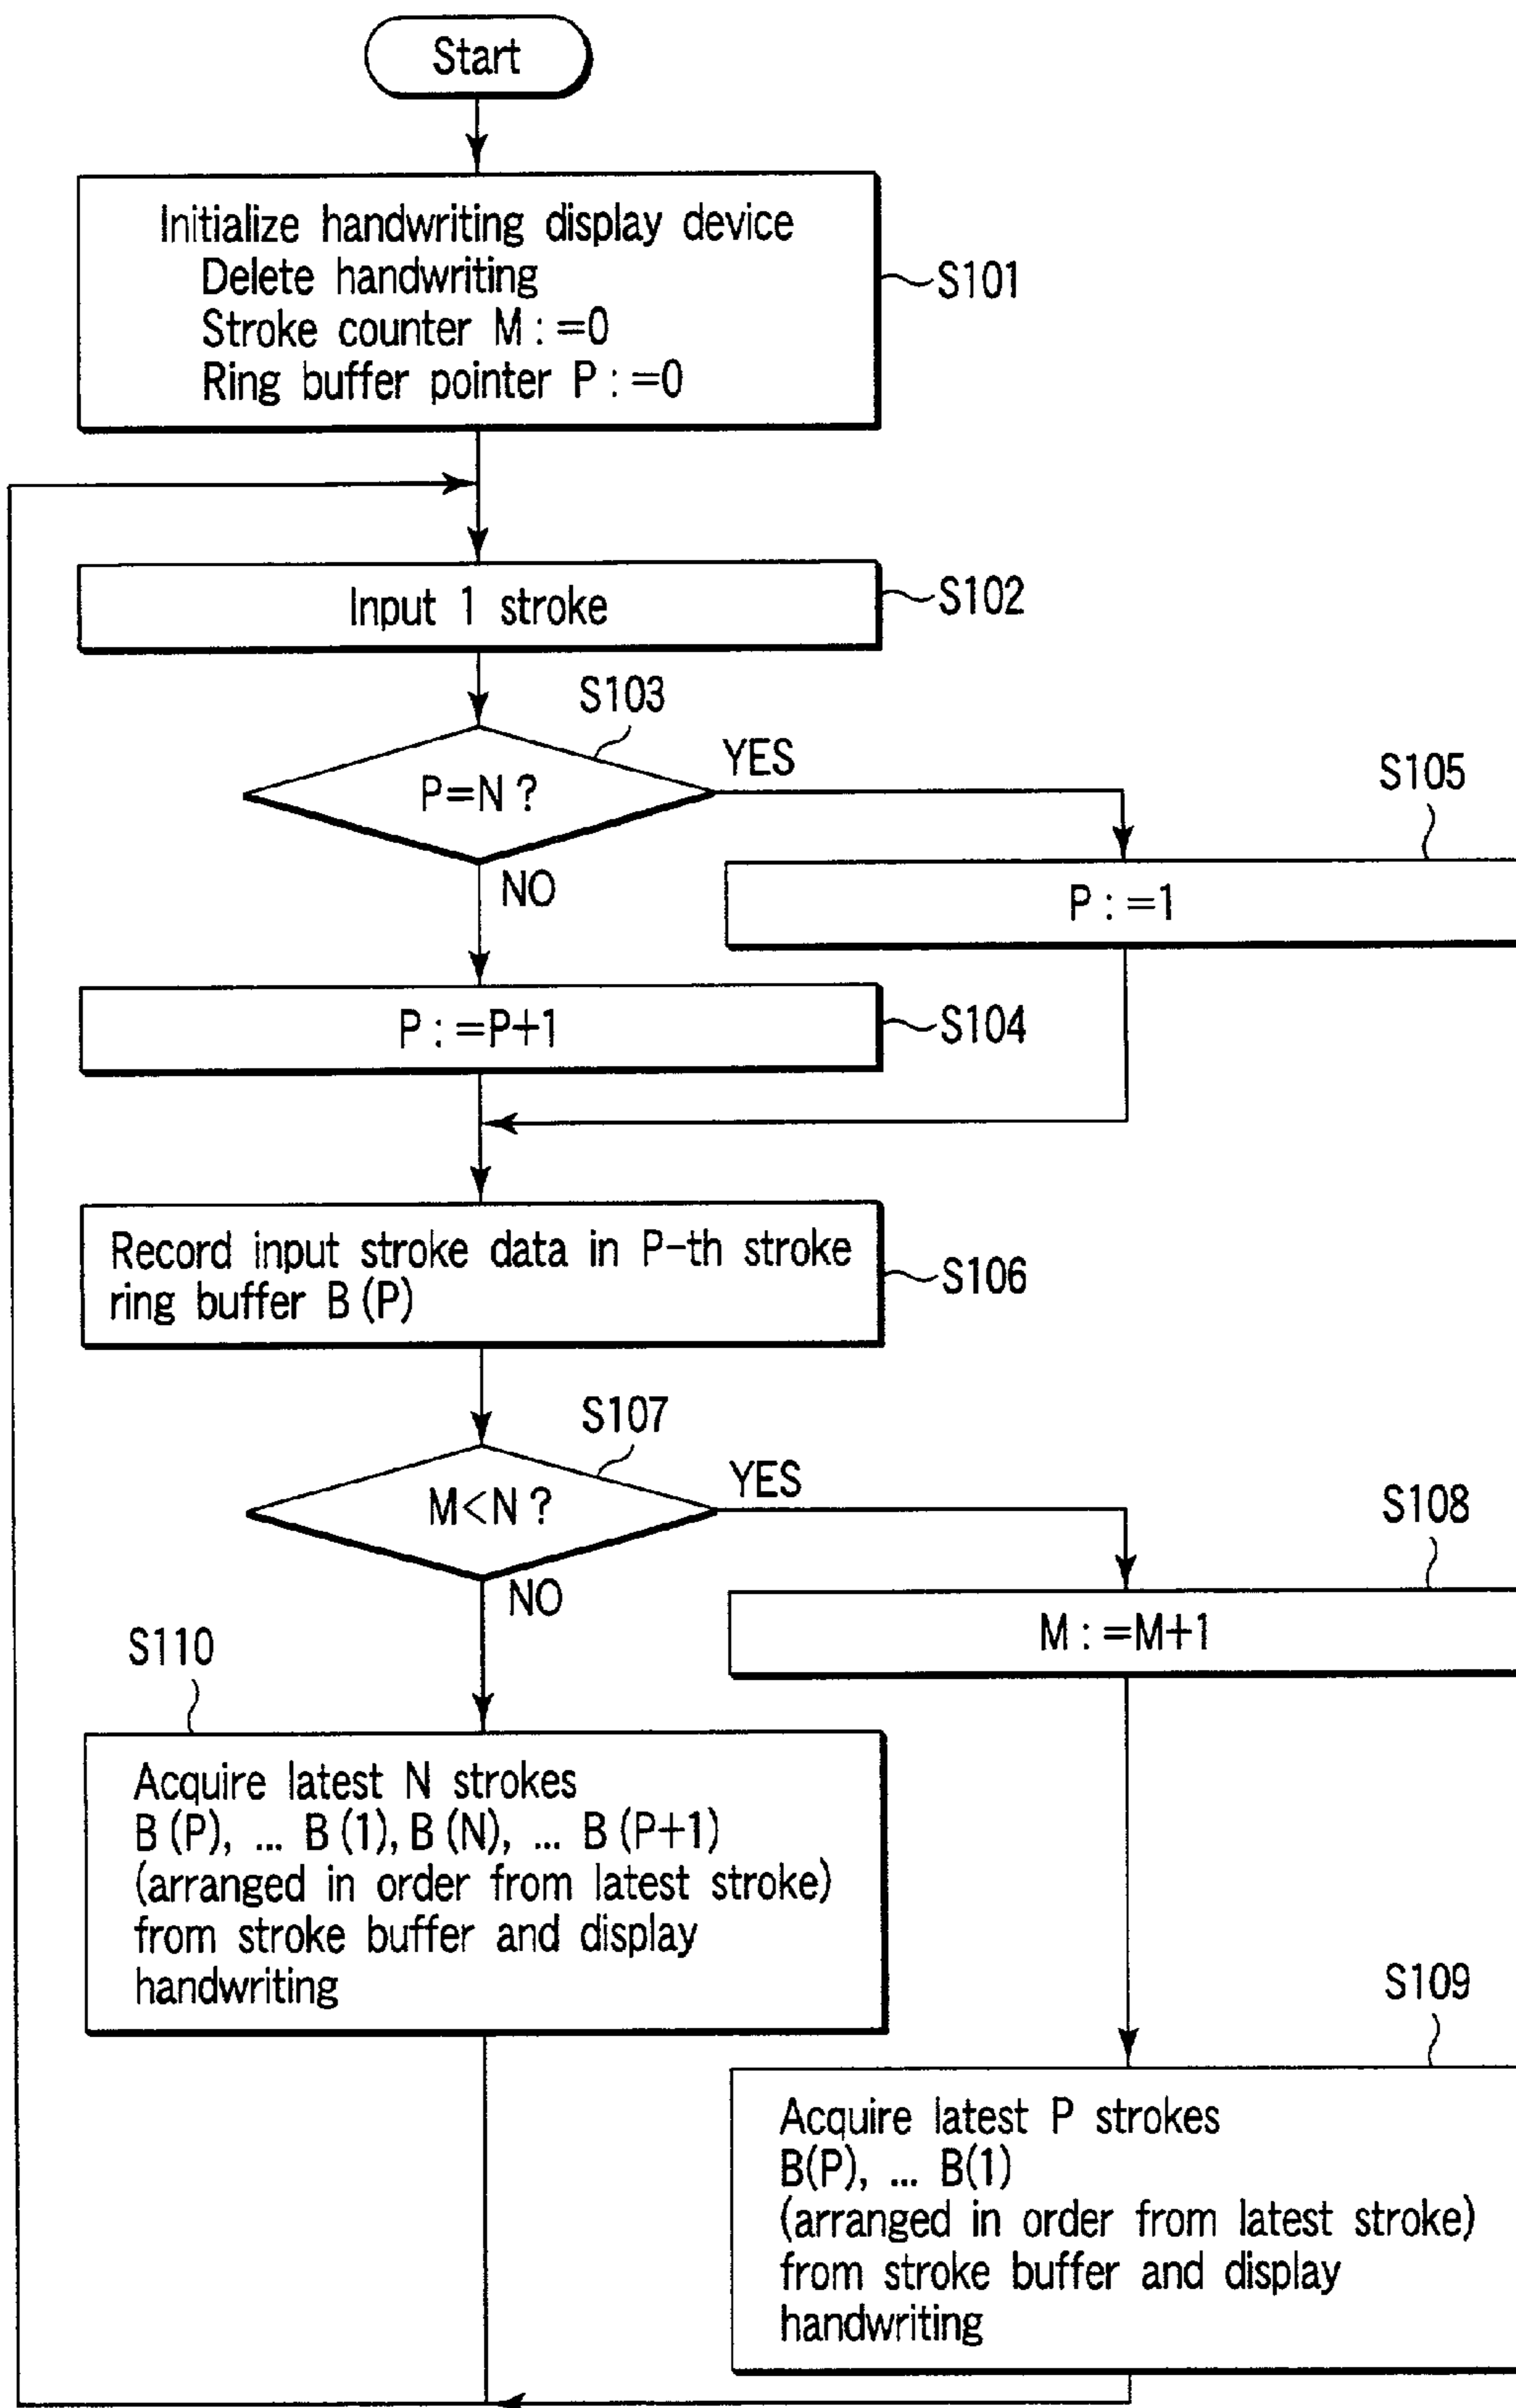 Start
Initialize handwriting display device
Delete handwriting
Stroke counter M : =0
Ring buffer pointer P : =0
S101
Input 1 stroke
S102
S103
P=N ?
YES
NO
S105
P : =1
P : =P+1
S104
Record input stroke data in P-th stroke
ring buffer B (P)
S106
S107
M<N ?
YES
NO
S108
M : =M+1
S110
Acquire latest N strokes
B (P), ... B (1), B (N), ... B (P+1)
(arranged in order from latest stroke)
from stroke buffer and display
handwriting
S109
Acquire latest P strokes
B(P), ... B(1)
(arranged in order from latest stroke)
from stroke buffer and display
handwriting